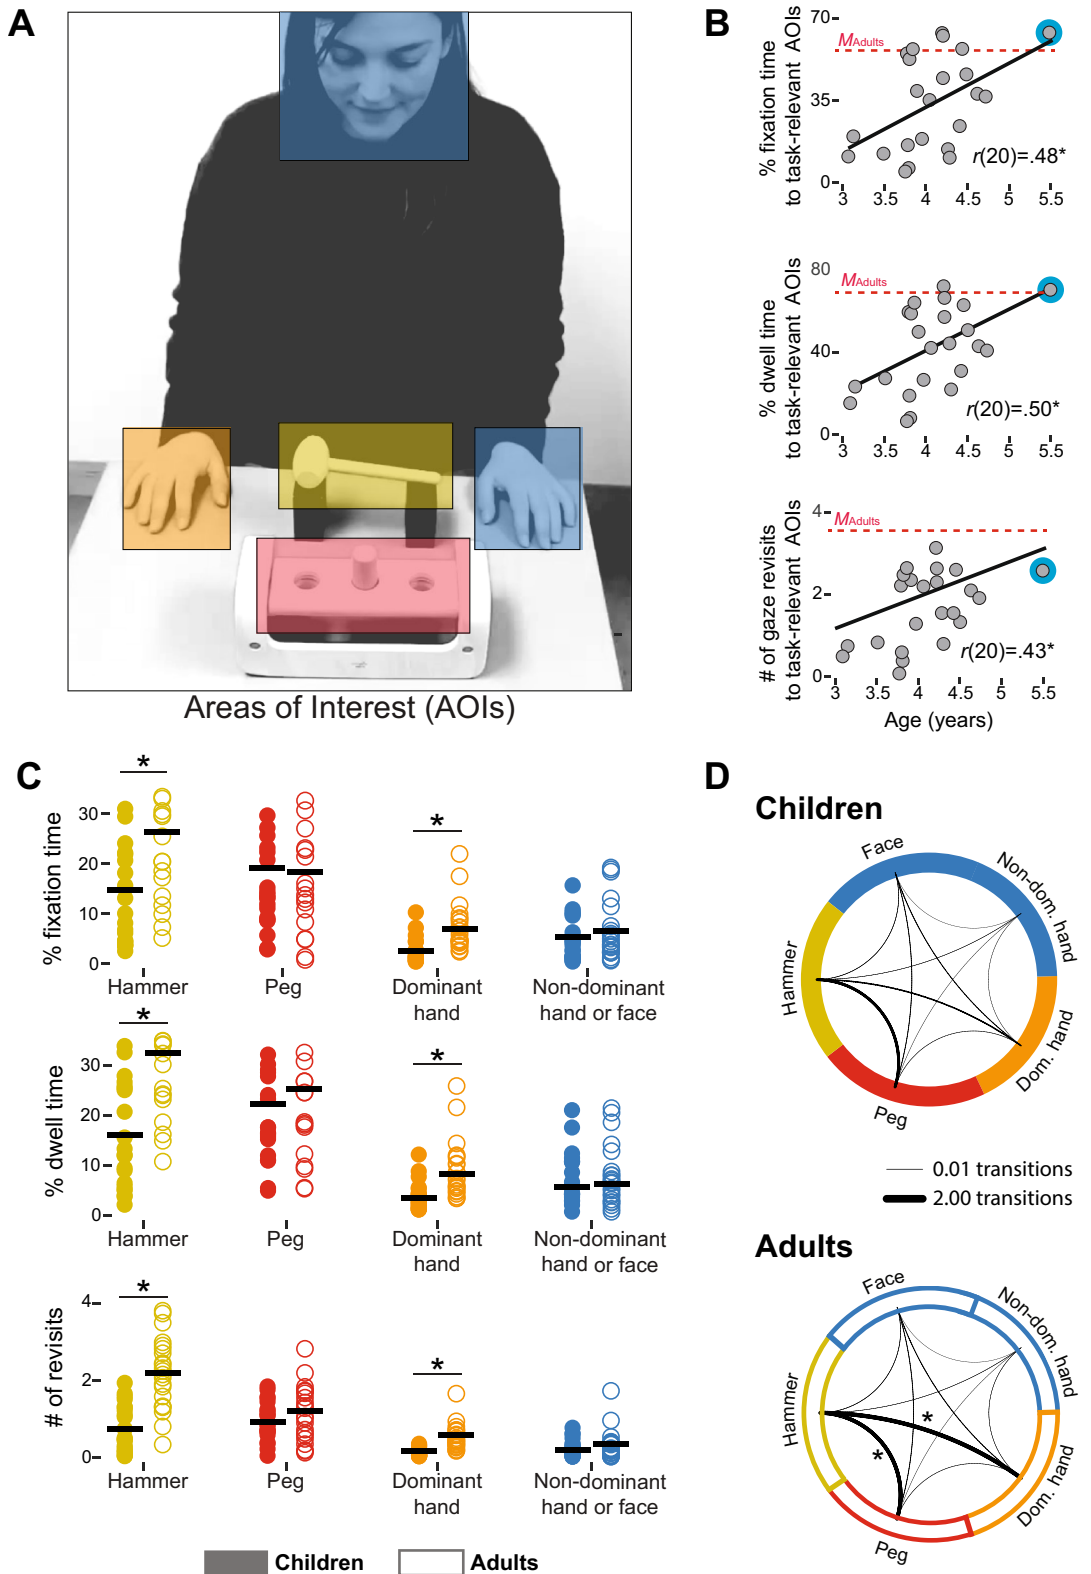 A
Areas of Interest (AOIs)
B
% fixation time
to task-relevant AOIs
70
35
0
MAdults
r(20)=.48*
3 3.5 4 4.5 5 5.5
% dwell time
to task-relevant AOIs
80
40
0
MAdults
r(20)=.50*
3 3.5 4 4.5 5 5.5
# of gaze revisits
to task-relevant AOIs
4
2
0
MAdults
r(20)=.43*
3 3.5 4 4.5 5 5.5
Age (years)
C
% fixation time
30
20
10
0
*
*
Hammer
Peg
Dominant
hand
Non-dominant
hand or face
% dwell time
30
20
10
0
*
*
Hammer
Peg
Dominant
hand
Non-dominant
hand or face
# of revisits
4
2
0
*
*
Hammer
Peg
Dominant
hand
Non-dominant
hand or face
Children
Adults
D
Children
Face
Non-dom. hand
Hammer
Dom. hand
Peg
0.01 transitions
2.00 transitions
Adults
Face
Non-dom. hand
Hammer
*
*
Dom. hand
Peg